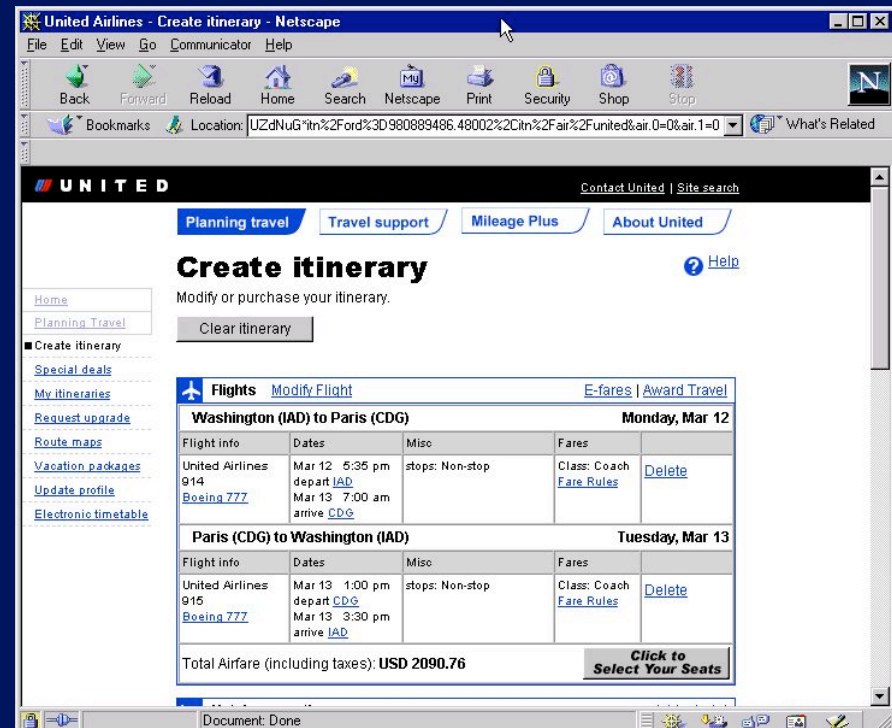 United Airlines - Create itinerary - Netscape
File Edit View Go Communicator Help
Back Forward Reload Home Search Netscape Print Security Shop Stop
My
N
Bookmarks Location: UZdNuG*itn%2Ford%3D980889486.48002%2Citn%2Fair%2Funited&air.0=0&air.1=0 What's Related
UNITED Contact United | Site search
Planning travel Travel support Mileage Plus About United
Create itinerary ? Help
Modify or purchase your itinerary.
Clear itinerary
Home
Planning Travel
Create itinerary
Special deals
My itineraries
Request upgrade
Route maps
Vacation packages
Update profile
Electronic timetable
Flights Modify Flight E-fares | Award Travel
Washington (IAD) to Paris (CDG) Monday, Mar 12
Flight info Dates Misc Fares
United Airlines Mar 12 5:35 pm stops: Non-stop Class: Coach Delete
914 depart IAD Fare Rules
Boeing 777 Mar 13 7:00 am
arrive CDG
Paris (CDG) to Washington (IAD) Tuesday, Mar 13
Flight info Dates Misc Fares
United Airlines Mar 13 1:00 pm stops: Non-stop Class: Coach Delete
915 depart CDG Fare Rules
Boeing 777 Mar 13 3:30 pm
arrive IAD
Total Airfare (including taxes): USD 2090.76 Click to
Select Your Seats
Document: Done